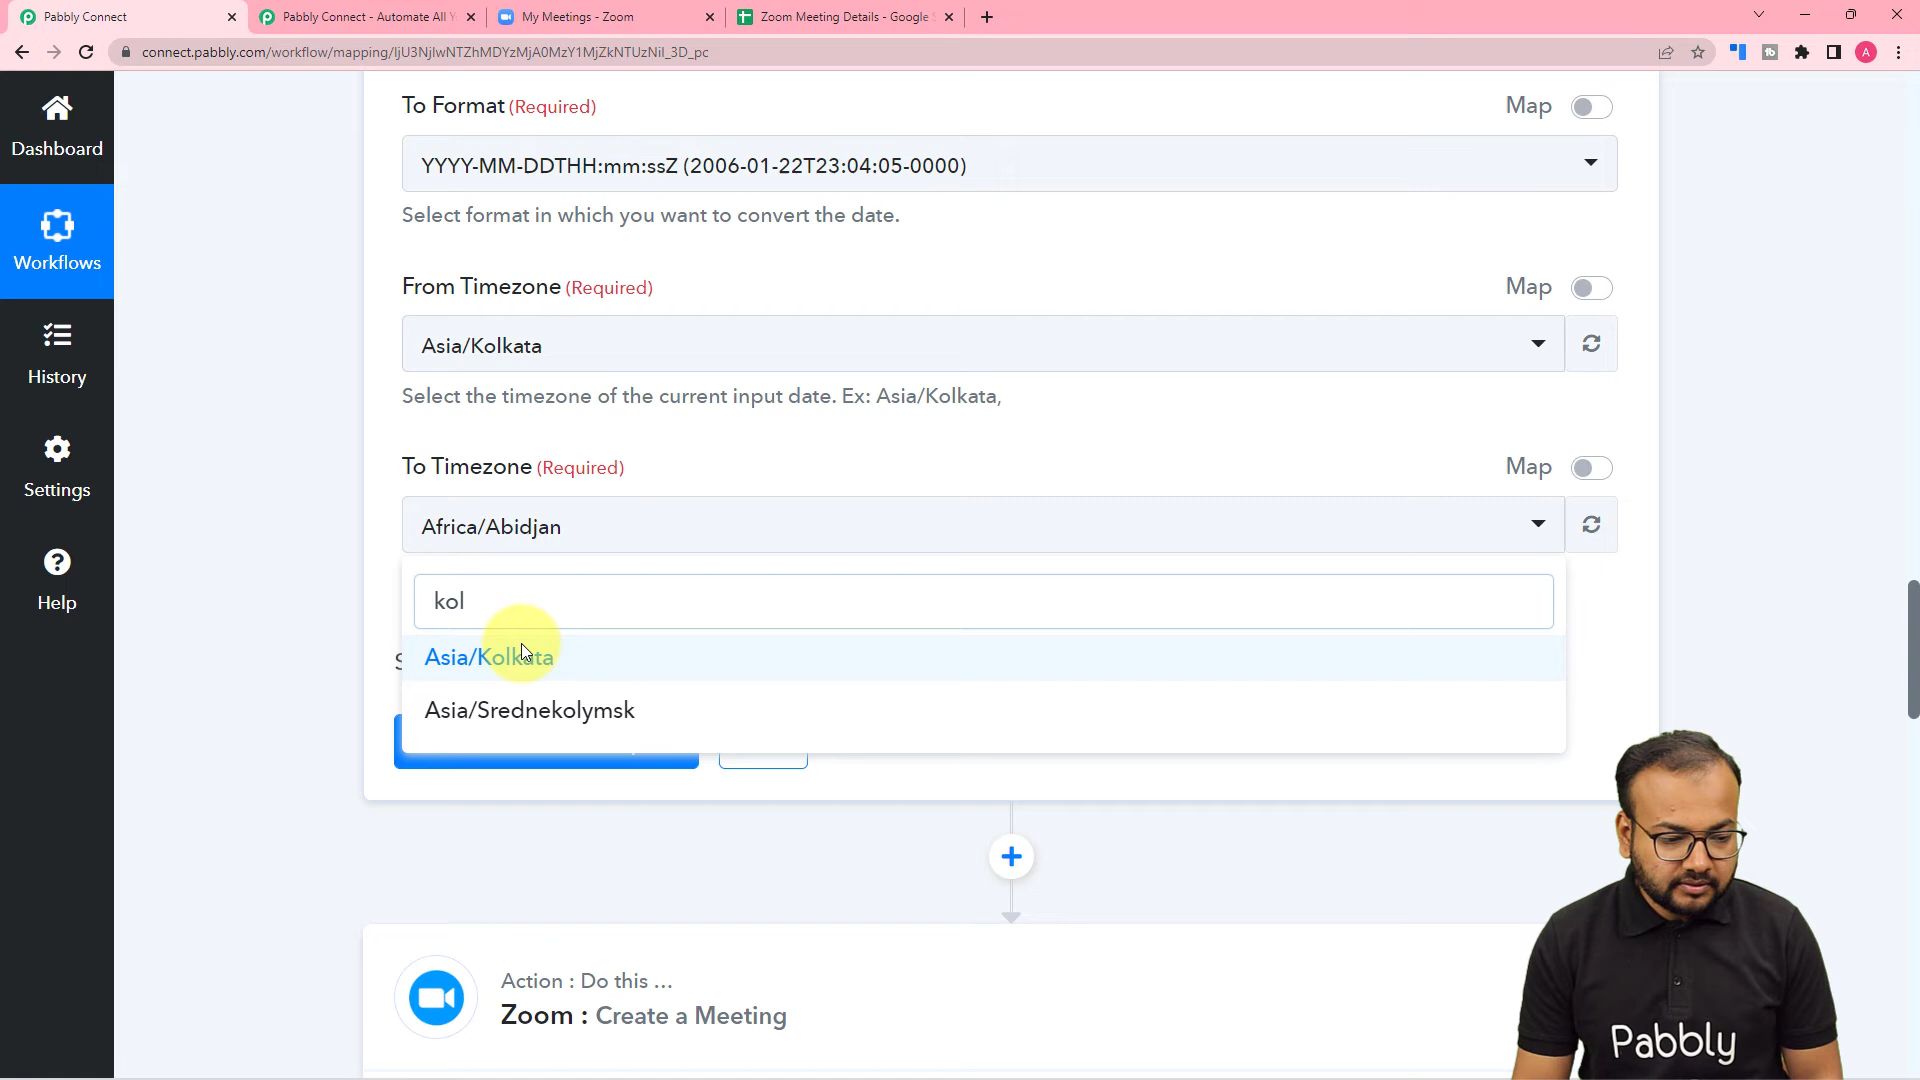 Pabbly Connect
Pabbly Connect - Automate All Y
My Meetings - Zoom
Zoom Meeting Details - Google
connect.pabbly.com/workflow/mapping/IjU3NjIwNTZhMDYzMjA0MzY1MjZkNTUzNiI_3D_pc
A
Dashboard
Workflows
History
Settings
Help
To Format (Required)
Map
YYYY-MM-DDTHH:mm:ssZ (2006-01-22T23:04:05-0000)
Select format in which you want to convert the date.
From Timezone (Required)
Map
Asia/Kolkata
Select the timezone of the current input date. Ex: Asia/Kolkata,
To Timezone (Required)
Map
Africa/Abidjan
kol
Asia/Kolkata
Asia/Srednekolymsk
Action : Do this ...
Zoom : Create a Meeting
Pabbly